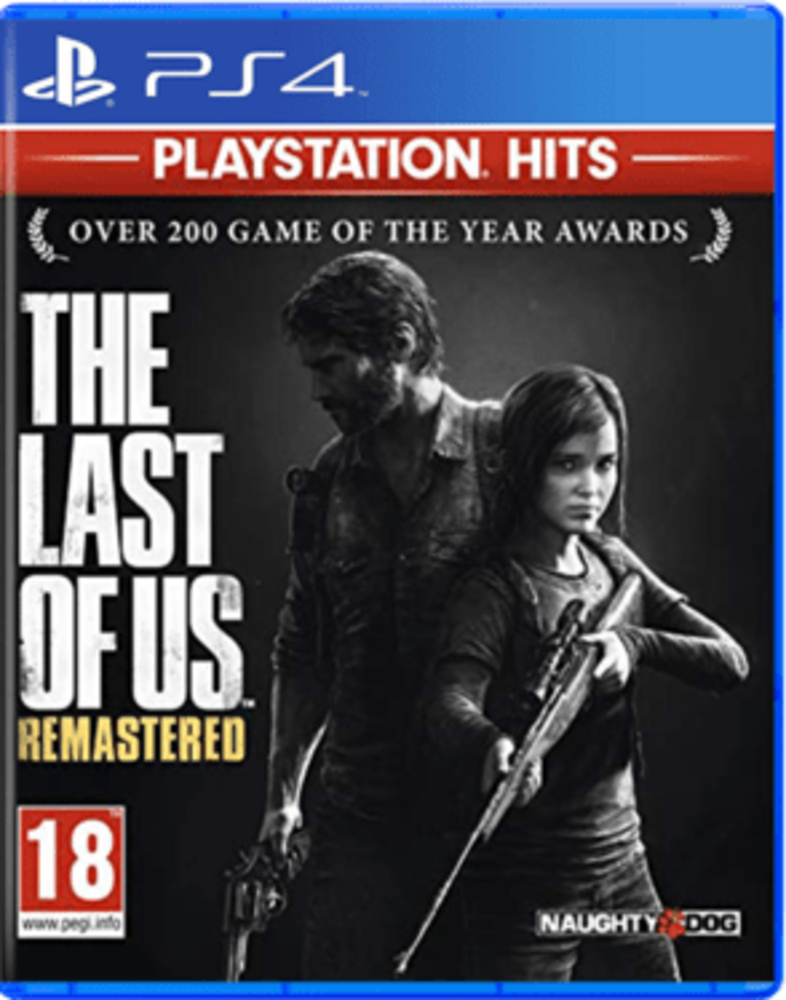 PS4
PLAYSTATION HITS
OVER 200 GAME OF THE YEAR AWARDS
THE
LAST
OF US™
REMASTERED
18
www.pegi.info
NAUGHTY DOG